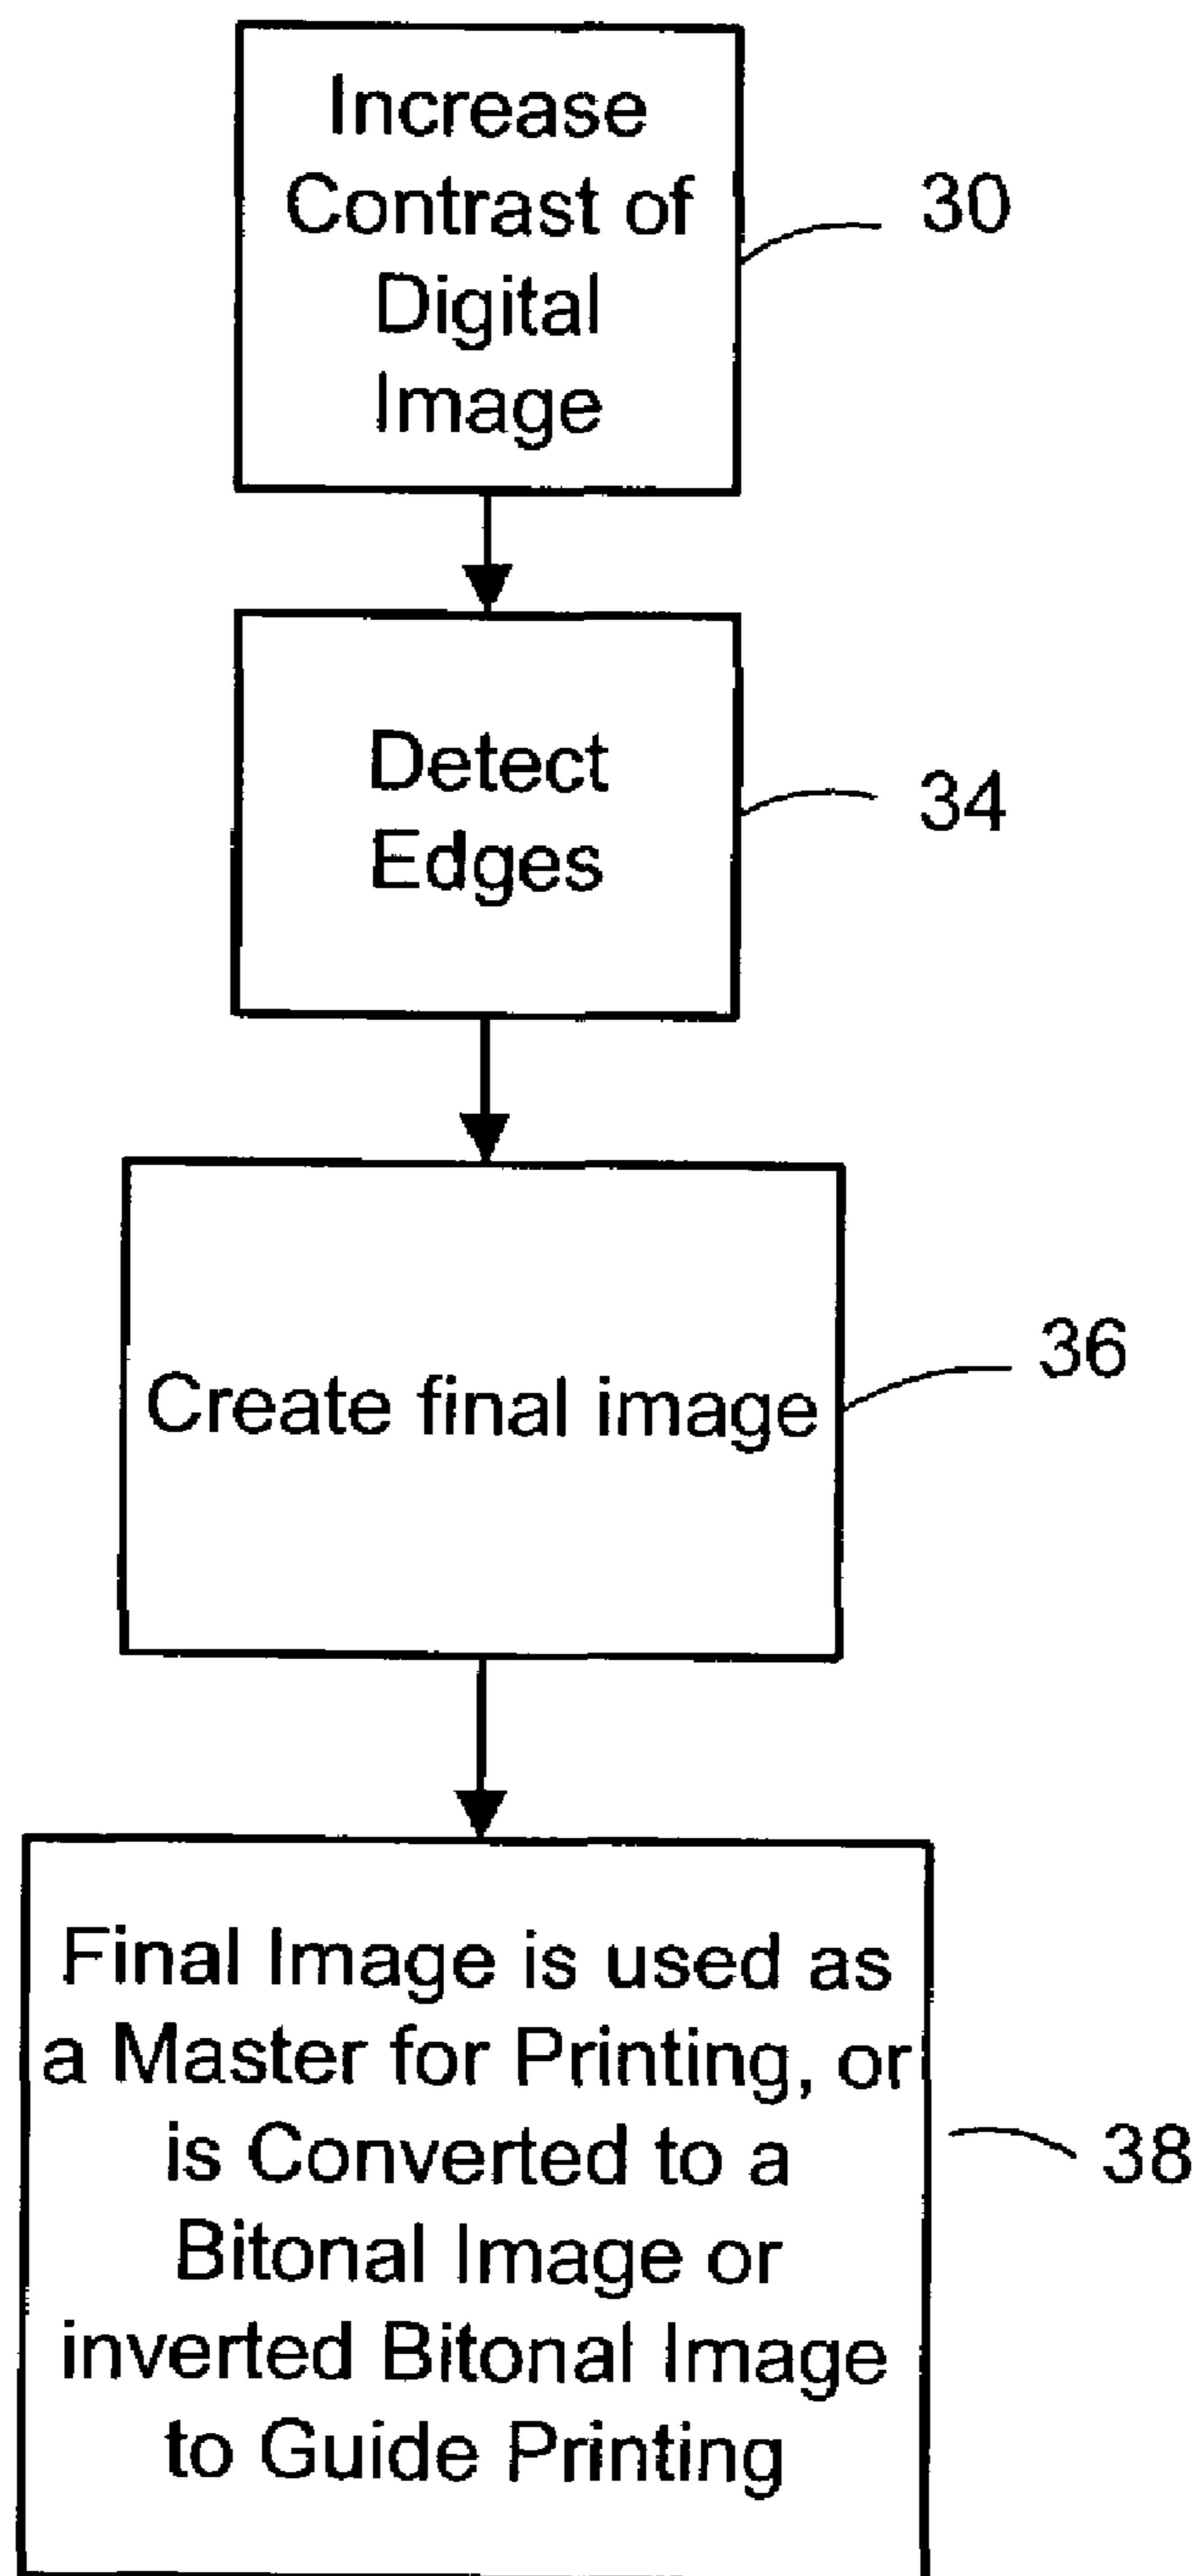 Increase
Contrast of
Digital
Image
30
Detect
Edges
34
Create final image
36
Final Image is used as
a Master for Printing, or
is Converted to a
Bitonal Image or
inverted Bitonal Image
to Guide Printing
38